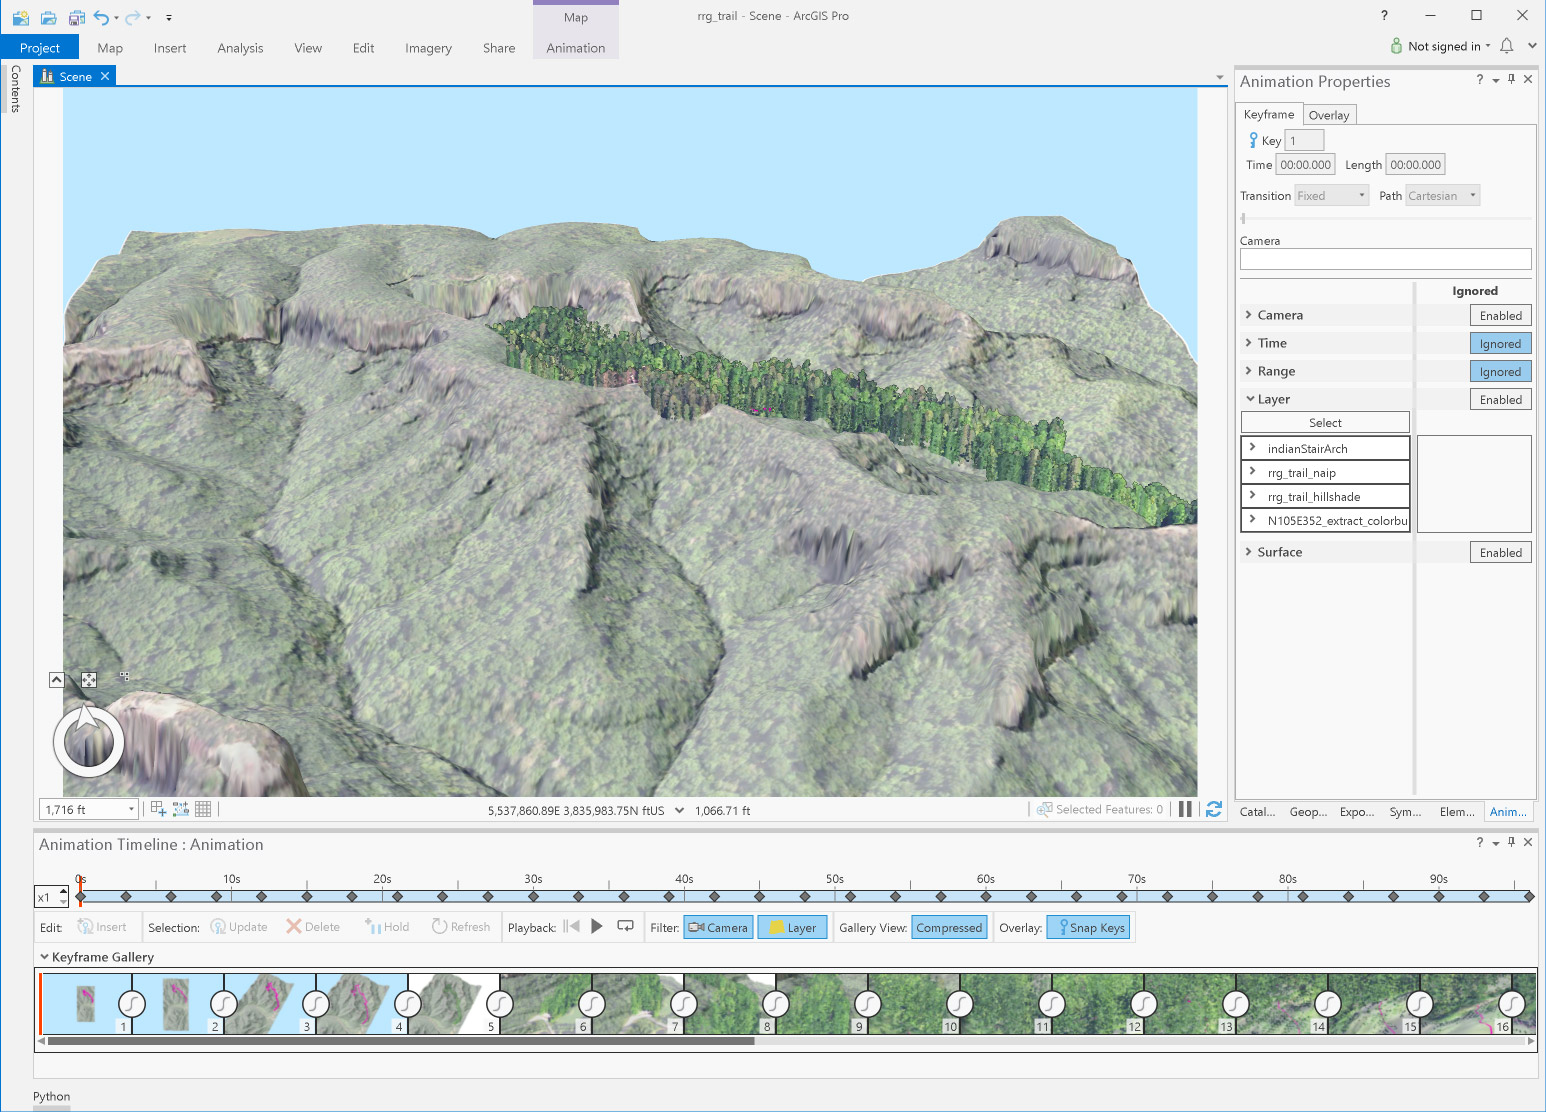 rrg_trail - Scene - ArcGIS Pro
?
Map
Project Map Insert Analysis View Edit Imagery Share Animation
Not signed in
Contents
Scene
Animation Properties
?
Keyframe Overlay
Key 1
Time 00:00.000 Length 00:00.000
Transition Fixed Path Cartesian
Camera
Ignored
Camera Enabled
Time Ignored
Range Ignored
Layer Enabled
Select
indianStairArch
rrg_trail_naip
rrg_trail_hillshade
N105E352_extract_colorbu
Surface Enabled
1,716 ft
5,537,860.89E 3,835,983.75N ftUS 1,066.71 ft
Selected Features: 0
Catal... Geop... Expo... Sym... Elem... Anim...
Animation Timeline : Animation
?
0s 10s 20s 30s 40s 50s 60s 70s 80s 90s
x1
Edit: Insert Selection: Update Delete Hold Refresh Playback: Filter: Camera Layer Gallery View: Compressed Overlay: Snap Keys
Keyframe Gallery
1 2 3 4 5 6 7 8 9 10 11 12 13 14 15 16
Python